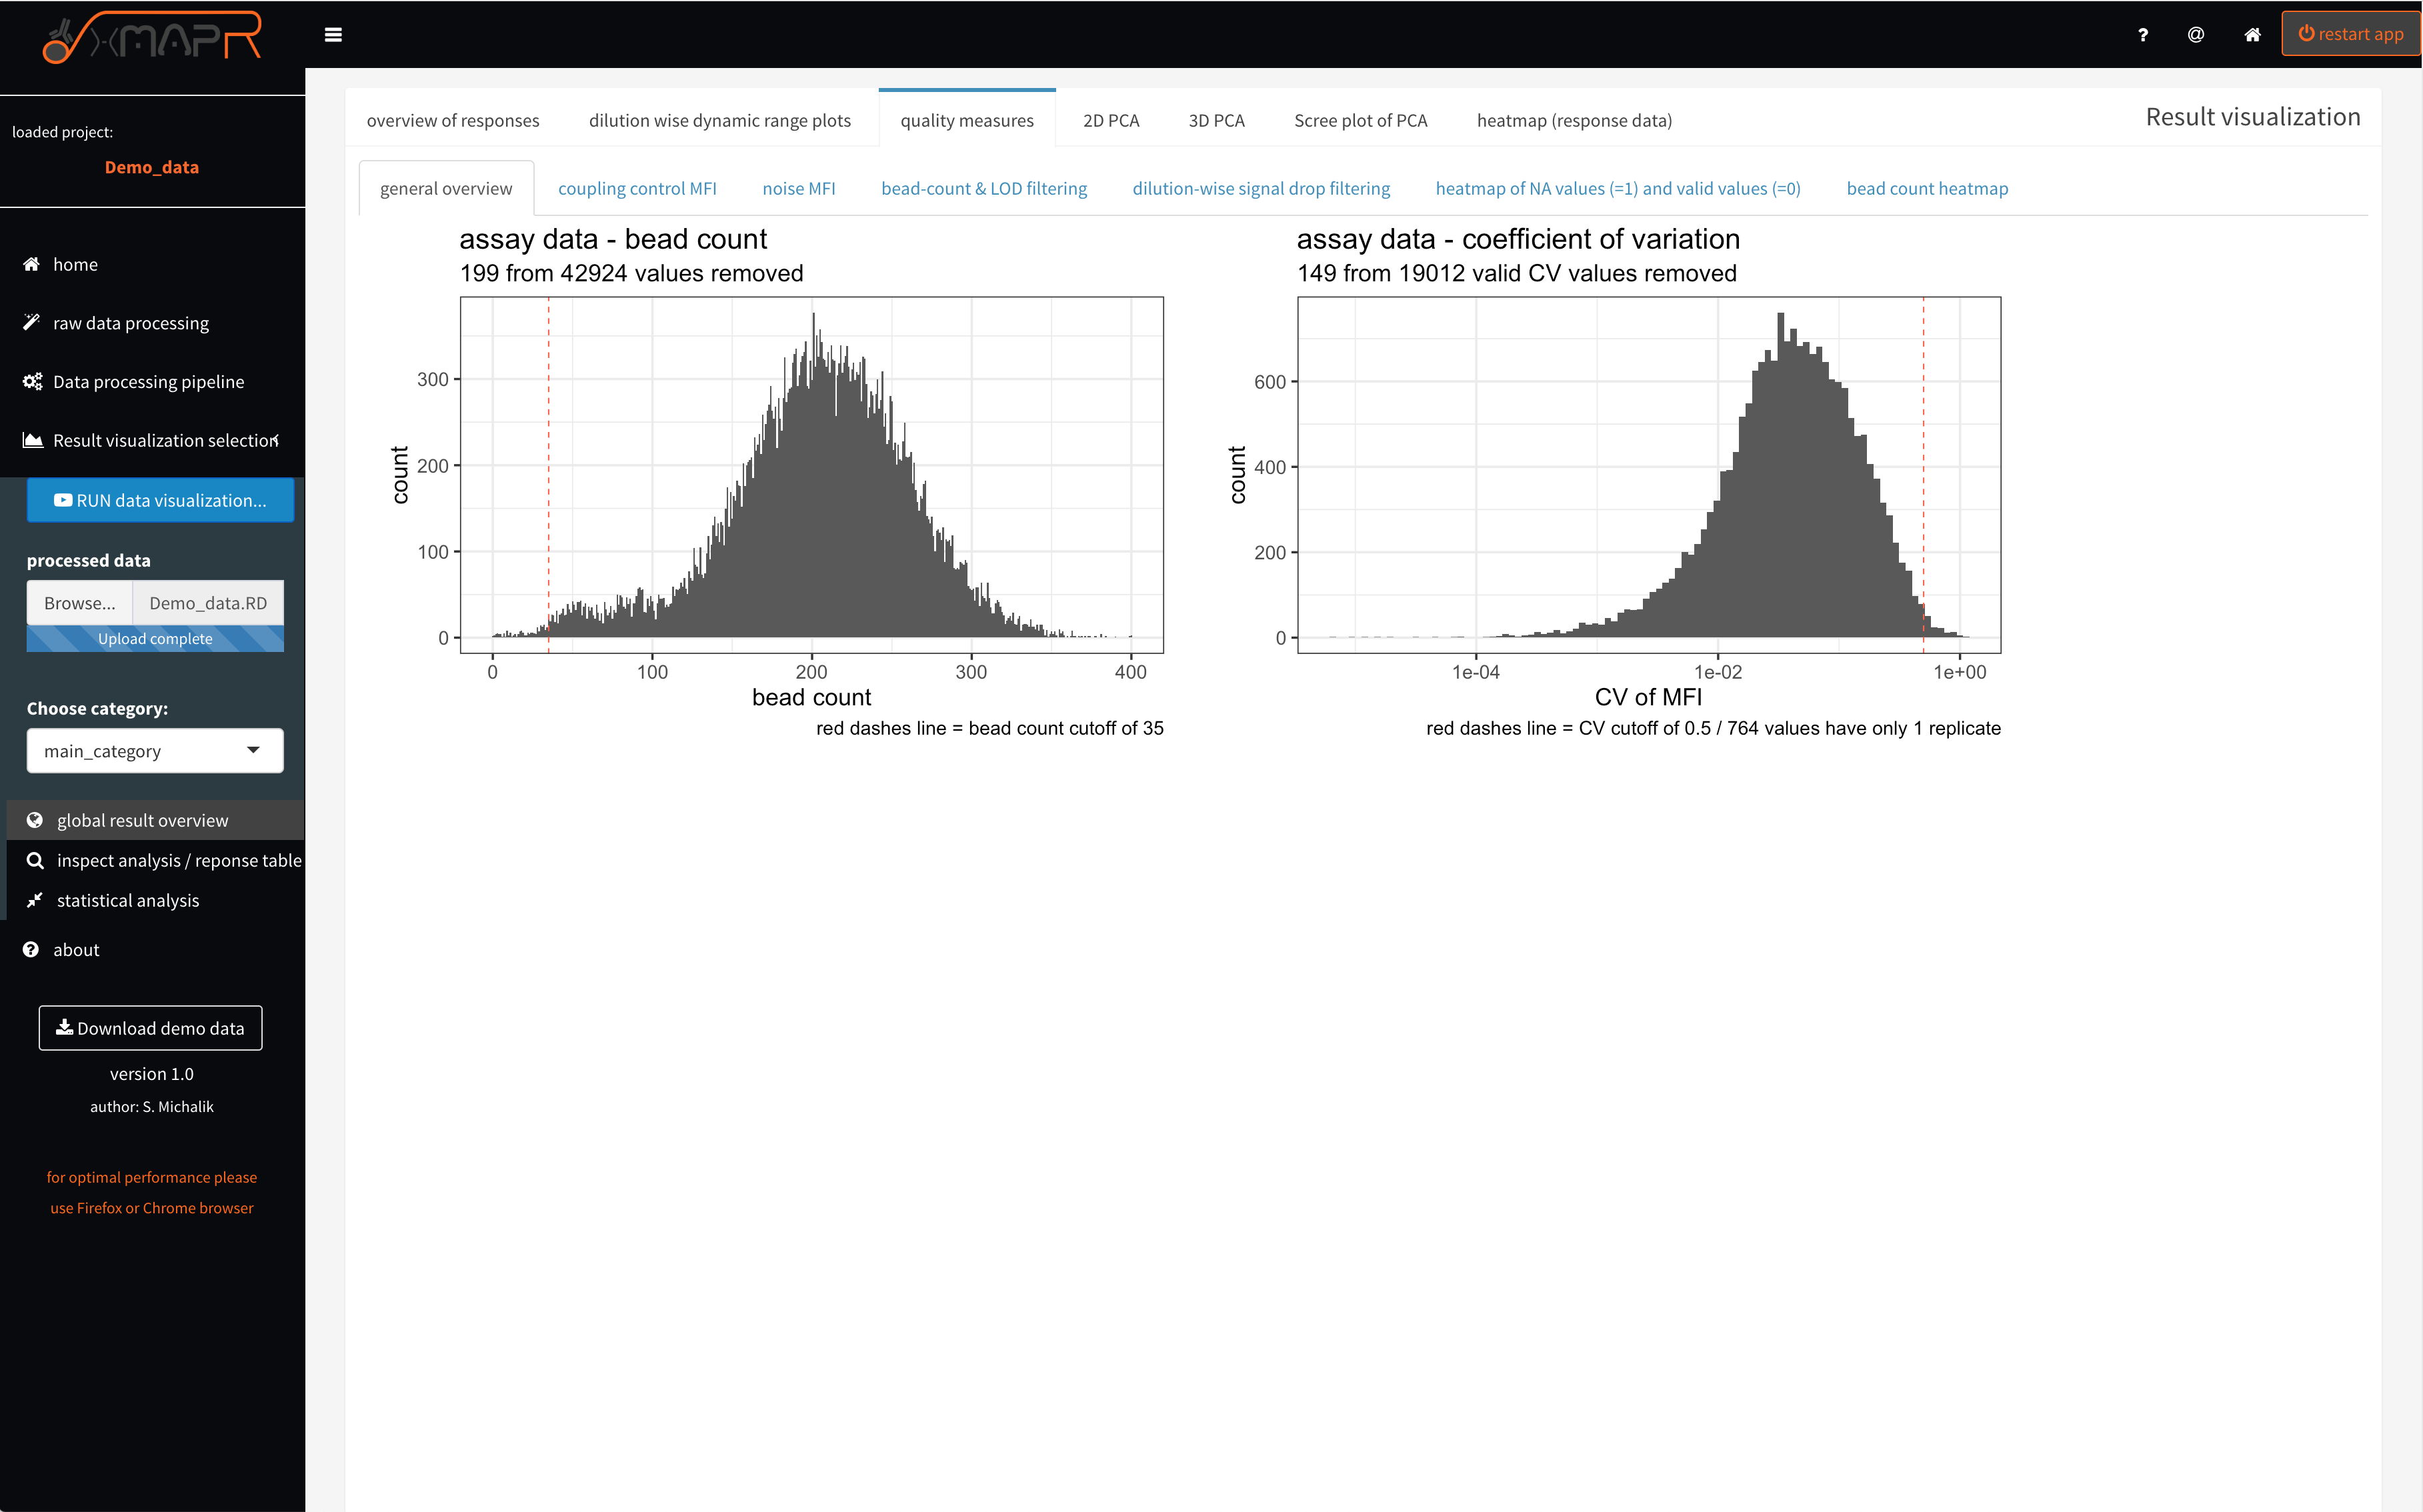 xMAPR
? @ restart app
loaded project:
Demo_data
home
raw data processing
Data processing pipeline
Result visualization selection
RUN data visualization...
processed data
Browse... Demo_data.RD
Upload complete
Choose category:
main_category
global result overview
inspect analysis / reponse table
statistical analysis
about
Download demo data
version 1.0
author: S. Michalik
for optimal performance please
use Firefox or Chrome browser
overview of responses dilution wise dynamic range plots quality measures 2D PCA 3D PCA Scree plot of PCA heatmap (response data) Result visualization
general overview coupling control MFI noise MFI bead-count & LOD filtering dilution-wise signal drop filtering heatmap of NA values (=1) and valid values (=0) bead count heatmap
assay data - bead count
199 from 42924 values removed
count
300
200
100
0
0 100 200 300 400
bead count
red dashes line = bead count cutoff of 35
assay data - coefficient of variation
149 from 19012 valid CV values removed
count
600
400
200
0
1e-04 1e-02 1e+00
CV of MFI
red dashes line = CV cutoff of 0.5 / 764 values have only 1 replicate